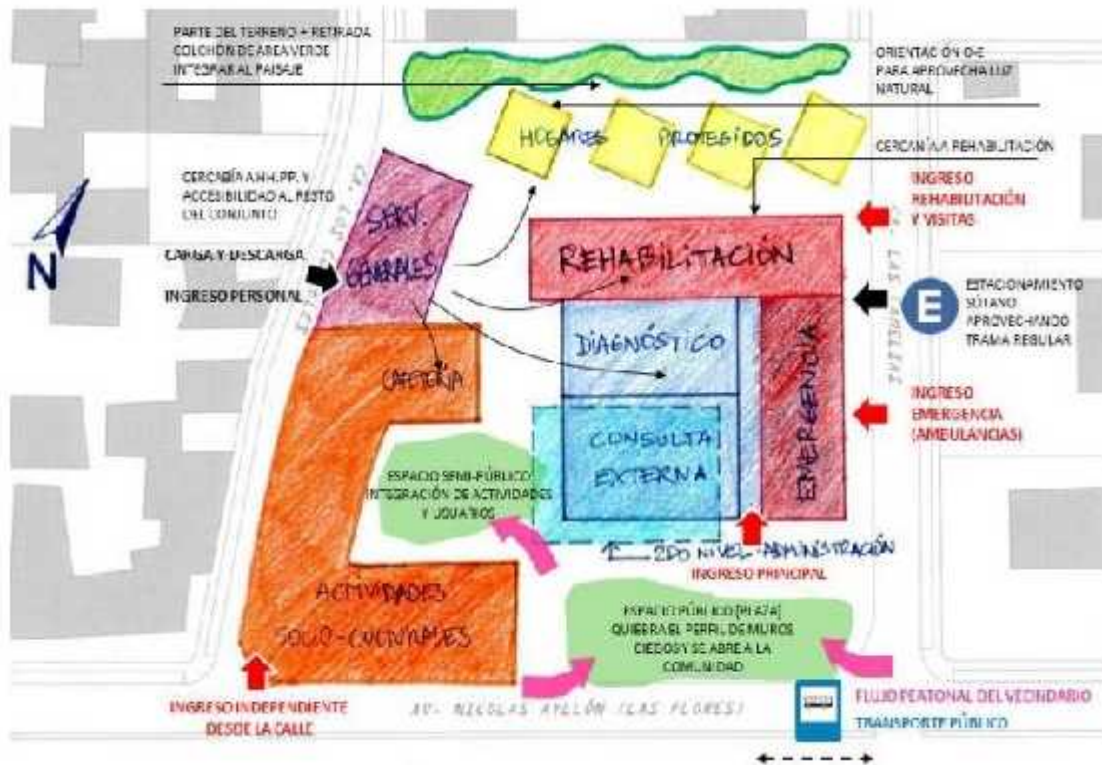 PARTE DEL TERRENO + RETIRADA
COLCHÓN DE AREA VERDE
INTEGRAR AL PAISAJE
ORIENTACIÓN O-E
PARA APROVECHA LUZ
NATURAL
HOGARES PROTEGIDOS
CERCANÍA A REHABILITACIÓN
CERCANÍA A HH.PP. Y
ACCESIBILIDAD AL RESTO
DEL CONJUNTO
INGRESO
REHABILITACIÓN
Y VISITAS
SERV.
GENERALES
REHABILITACIÓN
CARGA Y DESCARGA
INGRESO PERSONAL
N
E
ESTACIONAMIENTO
SÓTANO
APROVECHANDO
TRAMA REGULAR
DIAGNÓSTICO
EMERGENCIA
CAFETERÍA
INGRESO
EMERGENCIA
(AMBULANCIAS)
CONSULTA
EXTERNA
ESPACIO SEMI-PÚBLICO
INTEGRACIÓN DE ACTIVIDADES
Y USUARIOS
2DO NIVEL-ADMINISTRACIÓN
INGRESO PRINCIPAL
ACTIVIDADES
SOCIO-CULTURALES
ESPACIO PÚBLICO (PLAZA)
QUIEBRA EL PERFIL DE MUROS
CIEGOS Y SE ABRE A LA
COMUNIDAD
INGRESO INDEPENDIENTE
DESDE LA CALLE
AV. NICOLAS AYLLÓN (LAS FLORES)
FLUJO PEATONAL DEL VECINDARIO
TRANSPORTE PÚBLICO